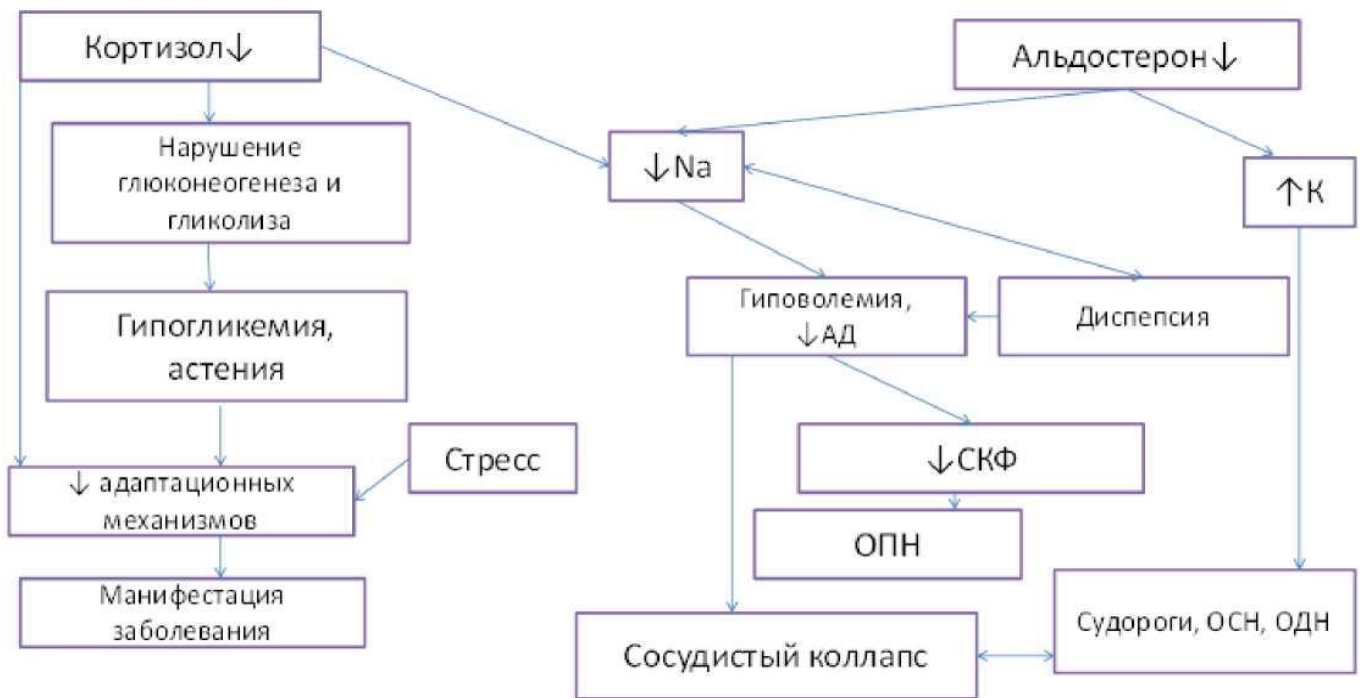 Кортизол↓
Альдостерон↓
Нарушение
глюконеогенеза и
гликолиза
↓Na
↑К
Гипогликемия,
астения
Гиповолемия,
↓АД
Диспепсия
Стресс
↓СКФ
↓ адаптационных
механизмов
ОПН
Манифестация
заболевания
Судороги, ОСН, ОДН
Сосудистый коллапс